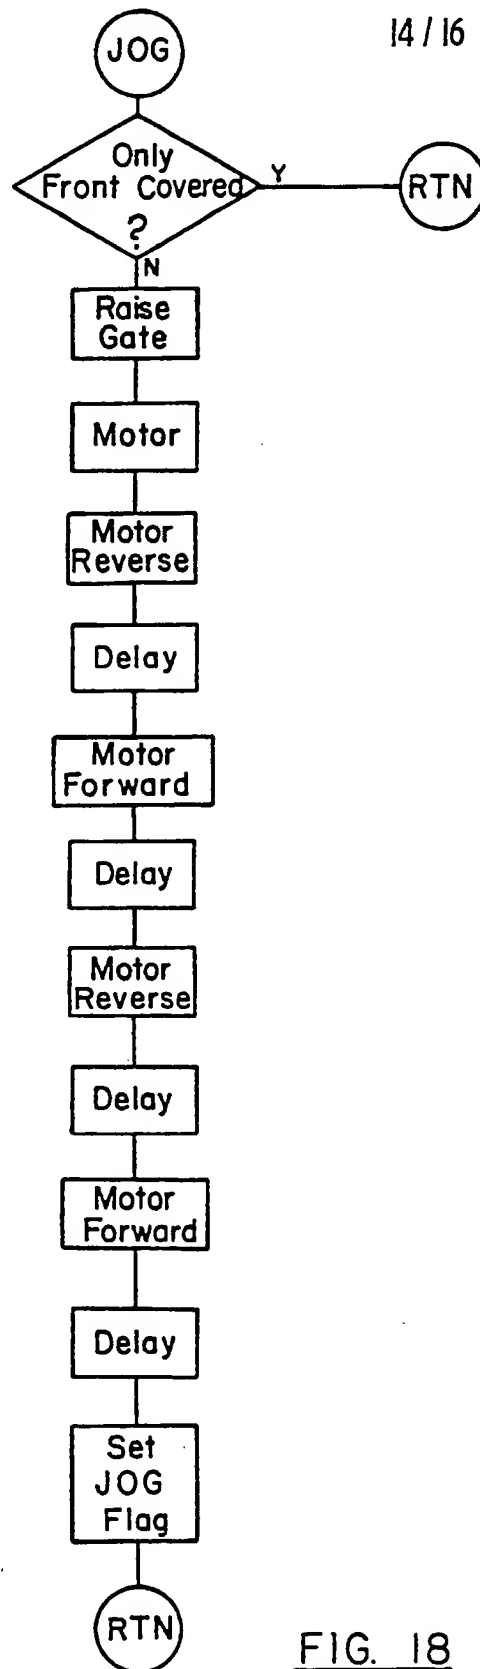 14/16
JOG
Only
Front Covered
?
Y
RTN
N
Raise
Gate
Motor
Motor
Reverse
Delay
Motor
Forward
Delay
Motor
Reverse
Delay
Motor
Forward
Delay
Set
JOG
Flag
RTN
FIG. 18